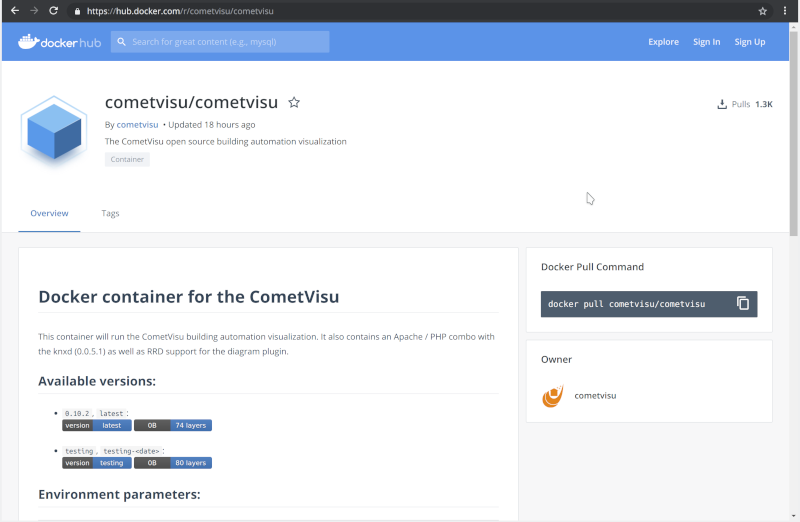 https://hub.docker.com/r/cometvisu/cometvisu
docker hub
Search for great content (e.g., mysql)
Explore Sign In Sign Up
cometvisu/cometvisu
Pulls 1.3K
By cometvisu • Updated 18 hours ago
The CometVisu open source building automation visualization
Container
Overview Tags
Docker container for the CometVisu
This container will run the CometVisu building automation visualization. It also contains an Apache / PHP combo with
the knxd (0.0.5.1) as well as RRD support for the diagram plugin.
Available versions:
• 0.10.2, latest:
version latest 0B 74 layers
• testing, testing-<date>:
version testing 0B 80 layers
Environment parameters:
Docker Pull Command
docker pull cometvisu/cometvisu
Owner
cometvisu